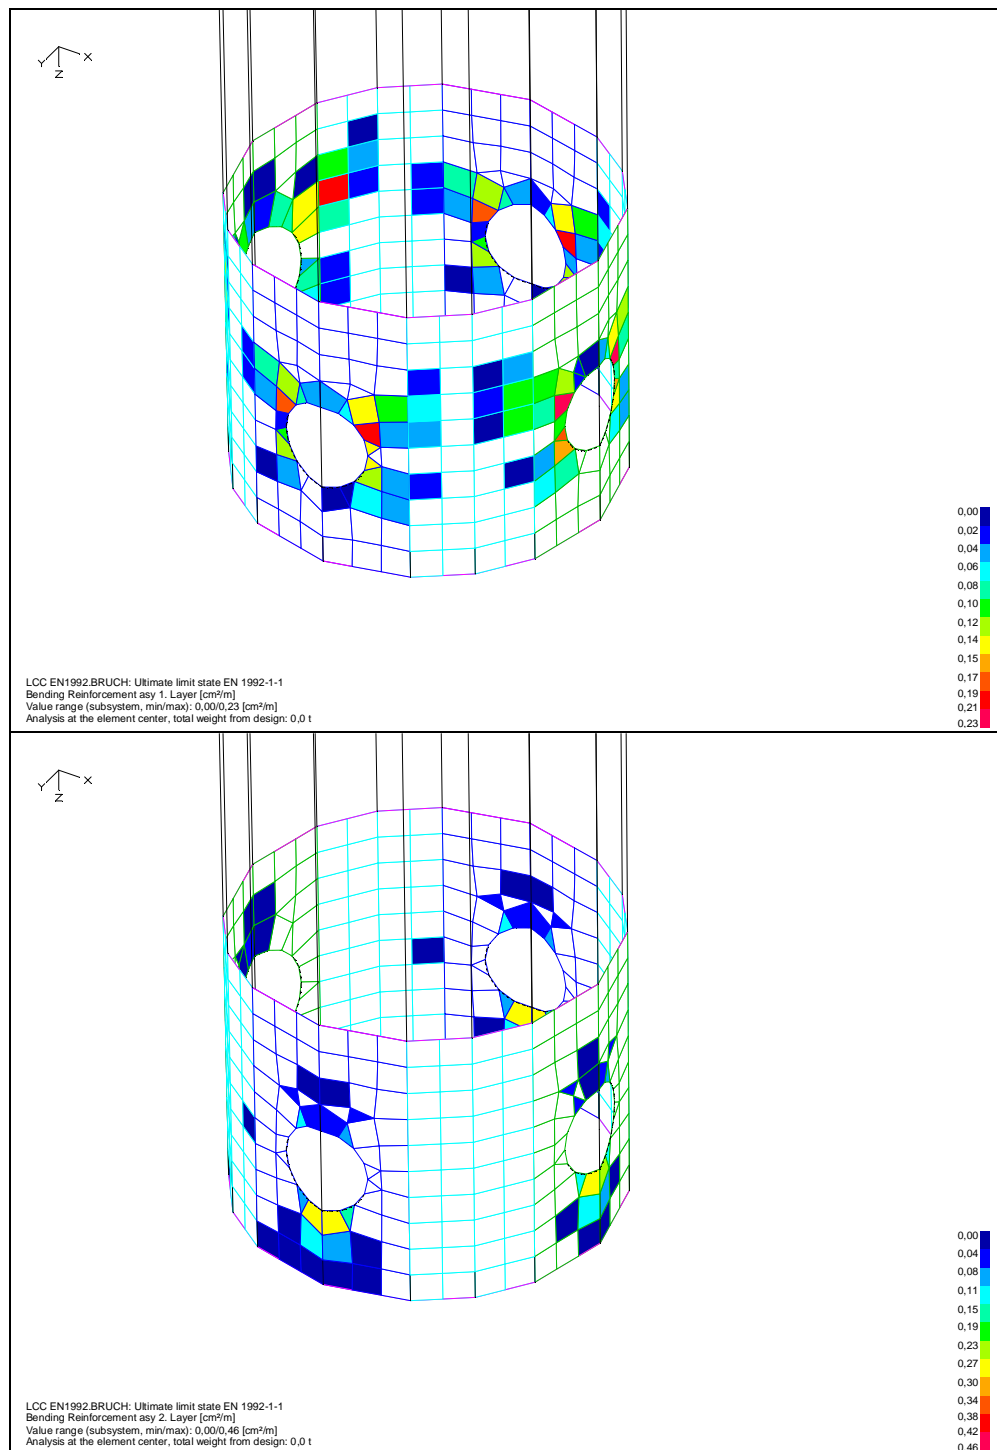 Y
X
Z
0,00
0,02
0,04
0,06
0,08
0,10
0,12
0,14
0,15
0,17
0,19
0,21
0,23
LCC EN1992.BRUCH: Ultimate limit state EN 1992-1-1
Bending Reinforcement asy 1. Layer [cm²/m]
Value range (subsystem, min/max): 0,00/0,23 [cm²/m]
Analysis at the element center, total weight from design: 0,0 t
Y
X
Z
0,00
0,04
0,08
0,11
0,15
0,19
0,23
0,27
0,30
0,34
0,38
0,42
0,46
LCC EN1992.BRUCH: Ultimate limit state EN 1992-1-1
Bending Reinforcement asy 2. Layer [cm²/m]
Value range (subsystem, min/max): 0,00/0,46 [cm²/m]
Analysis at the element center, total weight from design: 0,0 t